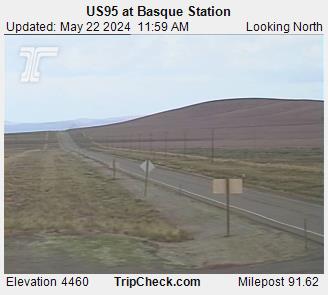 US95 at Basque Station
Updated: May 22 2024 11:59 AM Looking North
Elevation 4460 TripCheck.com Milepost 91.62